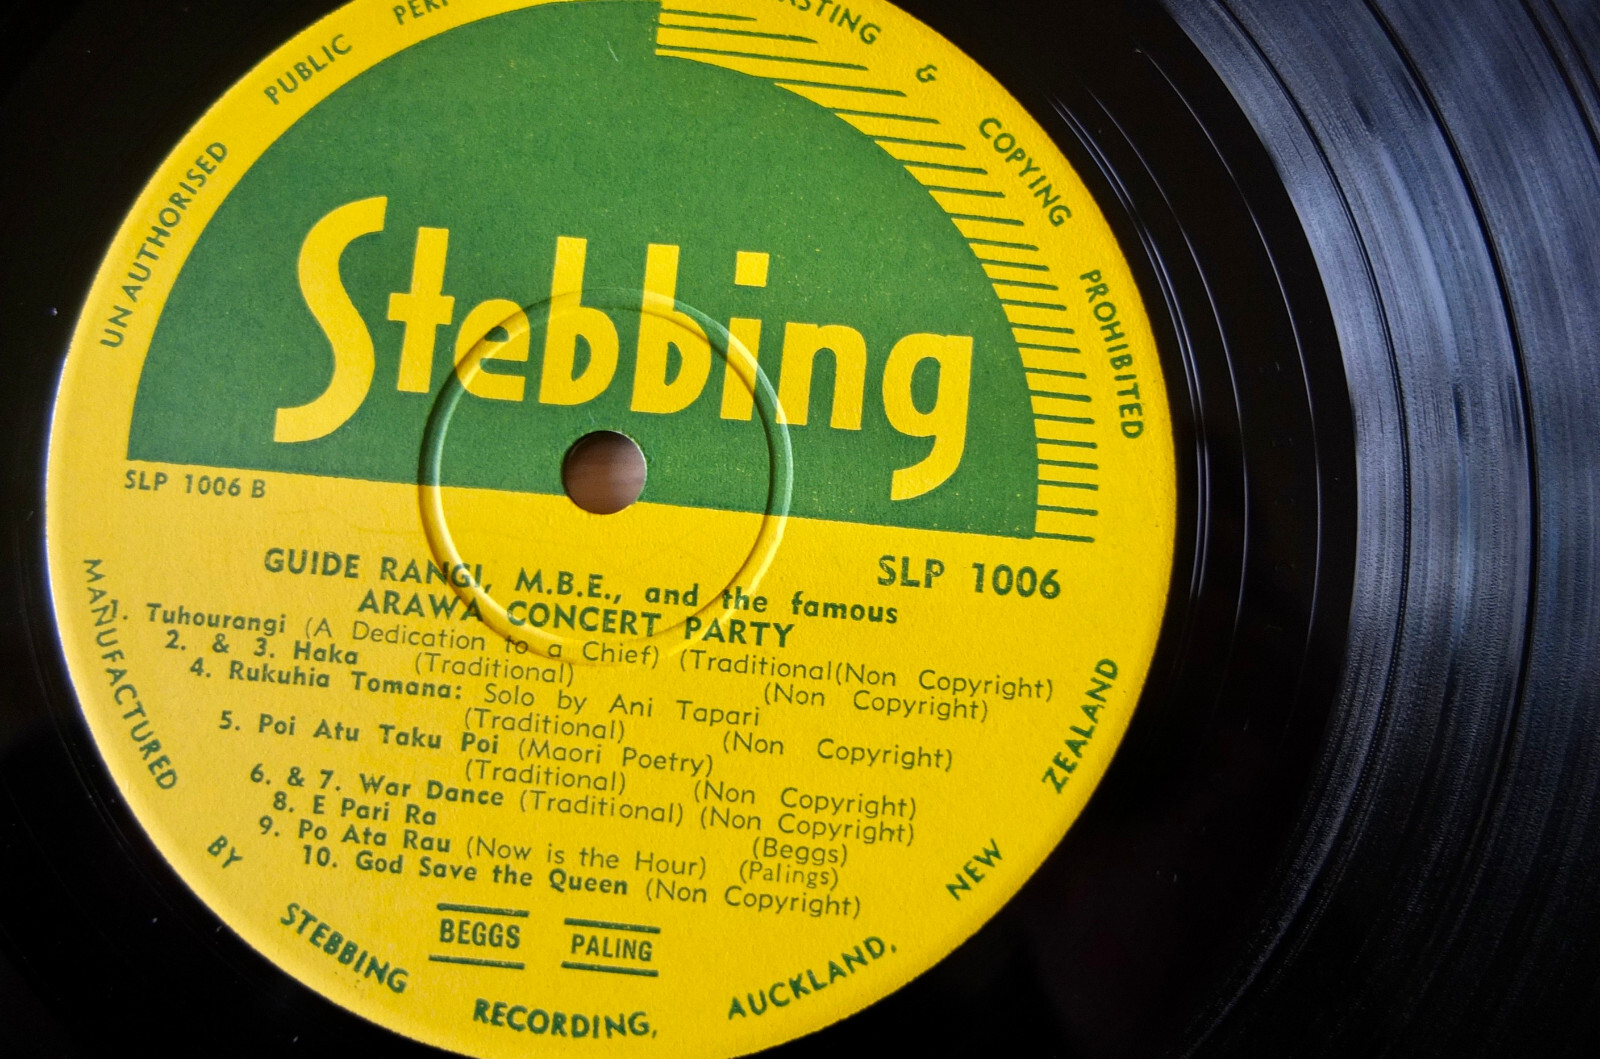 UNAUTHORISED PUBLIC
& COPYING PROHIBITED
Stebbing
SLP 1006 B
SLP 1006
GUIDE RANGI, M.B.E., and the famous
ARAWA CONCERT PARTY
1. Tuhourangi (A Dedication to a Chief) (Traditional(Non Copyright)
2. & 3. Haka (Traditional) (Non Copyright)
4. Rukuhia Tomana: Solo by Ani Tapari
(Traditional) (Non Copyright)
5. Poi Atu Taku Poi (Maori Poetry)
(Traditional) (Non Copyright)
6. & 7. War Dance (Traditional) (Non Copyright)
8. E Pari Ra (Beggs)
9. Po Ata Rau (Now is the Hour) (Palings)
10. God Save the Queen (Non Copyright)
BEGGS PALING
MANUFACTURED BY STEBBING RECORDING, AUCKLAND, NEW ZEALAND